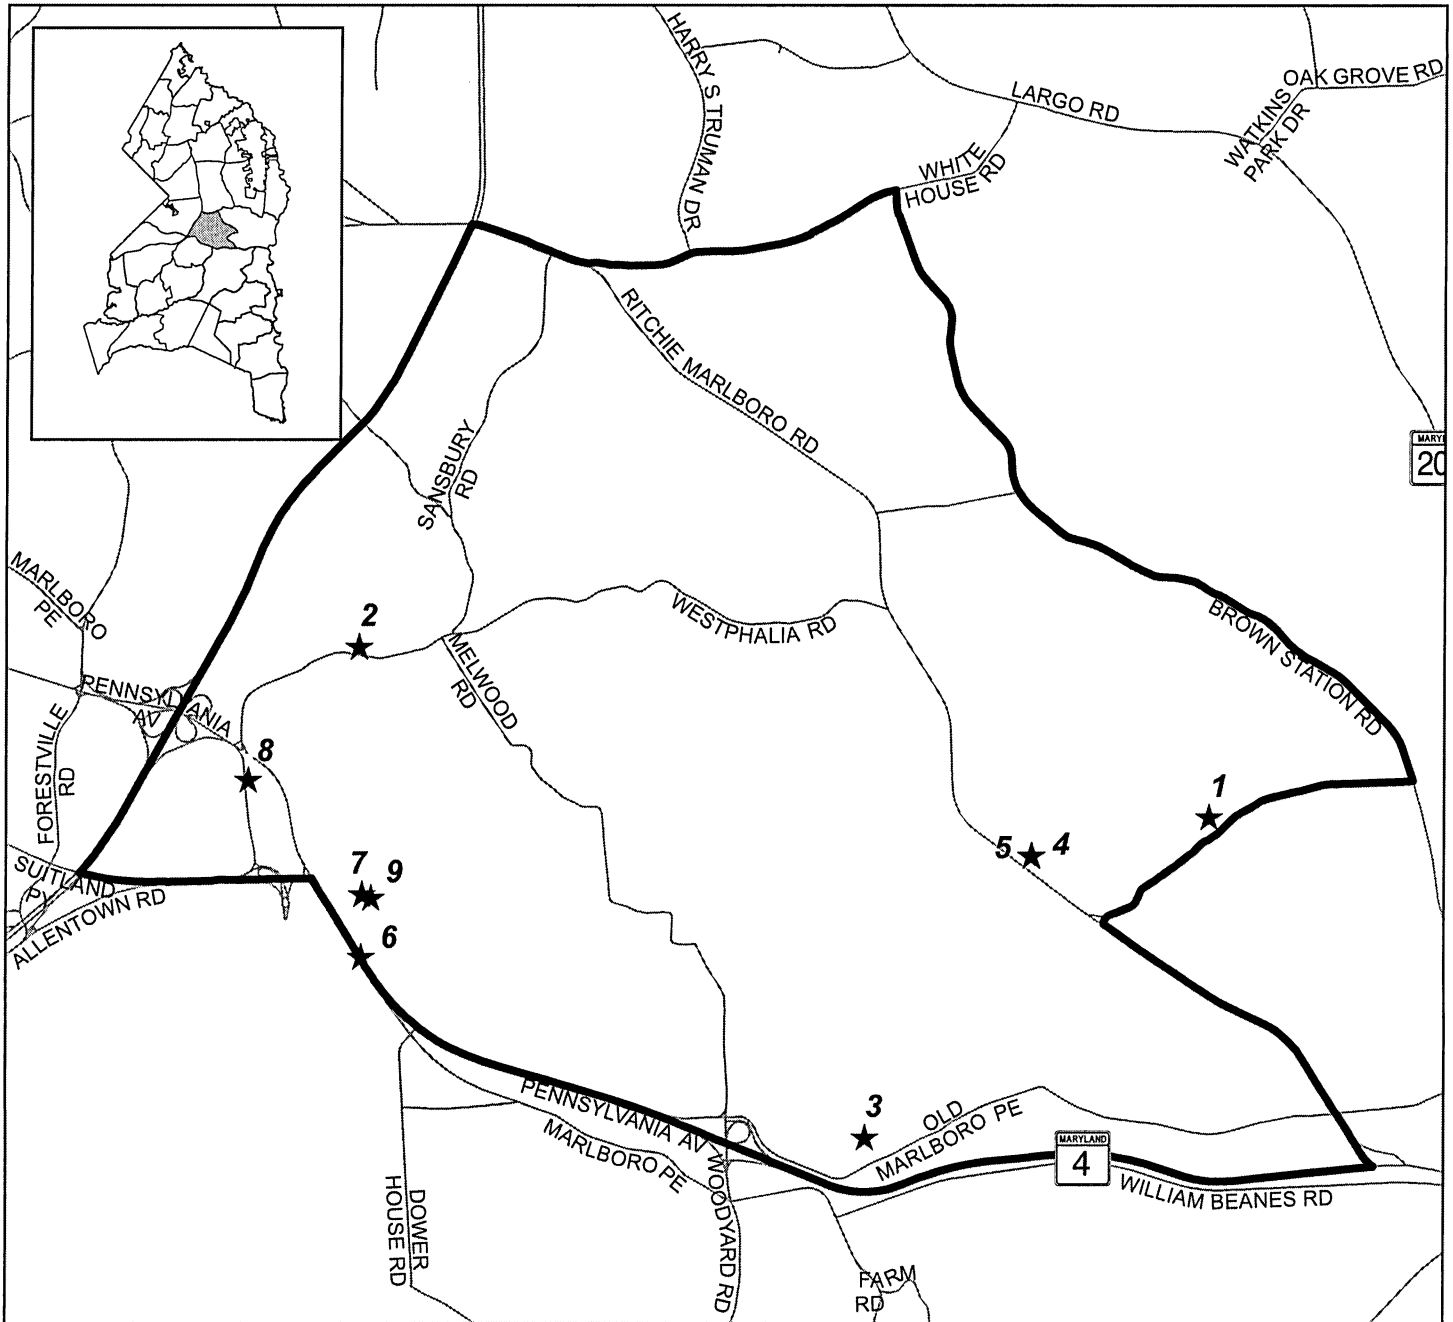 HARRY S TRUMAN DR
LARGO RD
OAK GROVE RD
WATKINS
PARK DR
WHITE
HOUSE RD
RITCHIE MARLBORO RD
SANSBURY
RD
MARYL
20
MARLBORO
PE
2
WESTPHALIA RD
BROWN STATION RD
MELWOOD
RD
PENNSYLVANIA
AV
FORESTVILLE
RD
8
1
5
4
SUITLAND
PY
ALLENTOWN RD
7
9
6
PENNSYLVANIA AV
MARLBORO PE
3
OLD
MARLBORO PE
MARYLAND
4
WILLIAM BEANES RD
DOWER
HOUSE RD
WOODYARD RD
FARM
RD